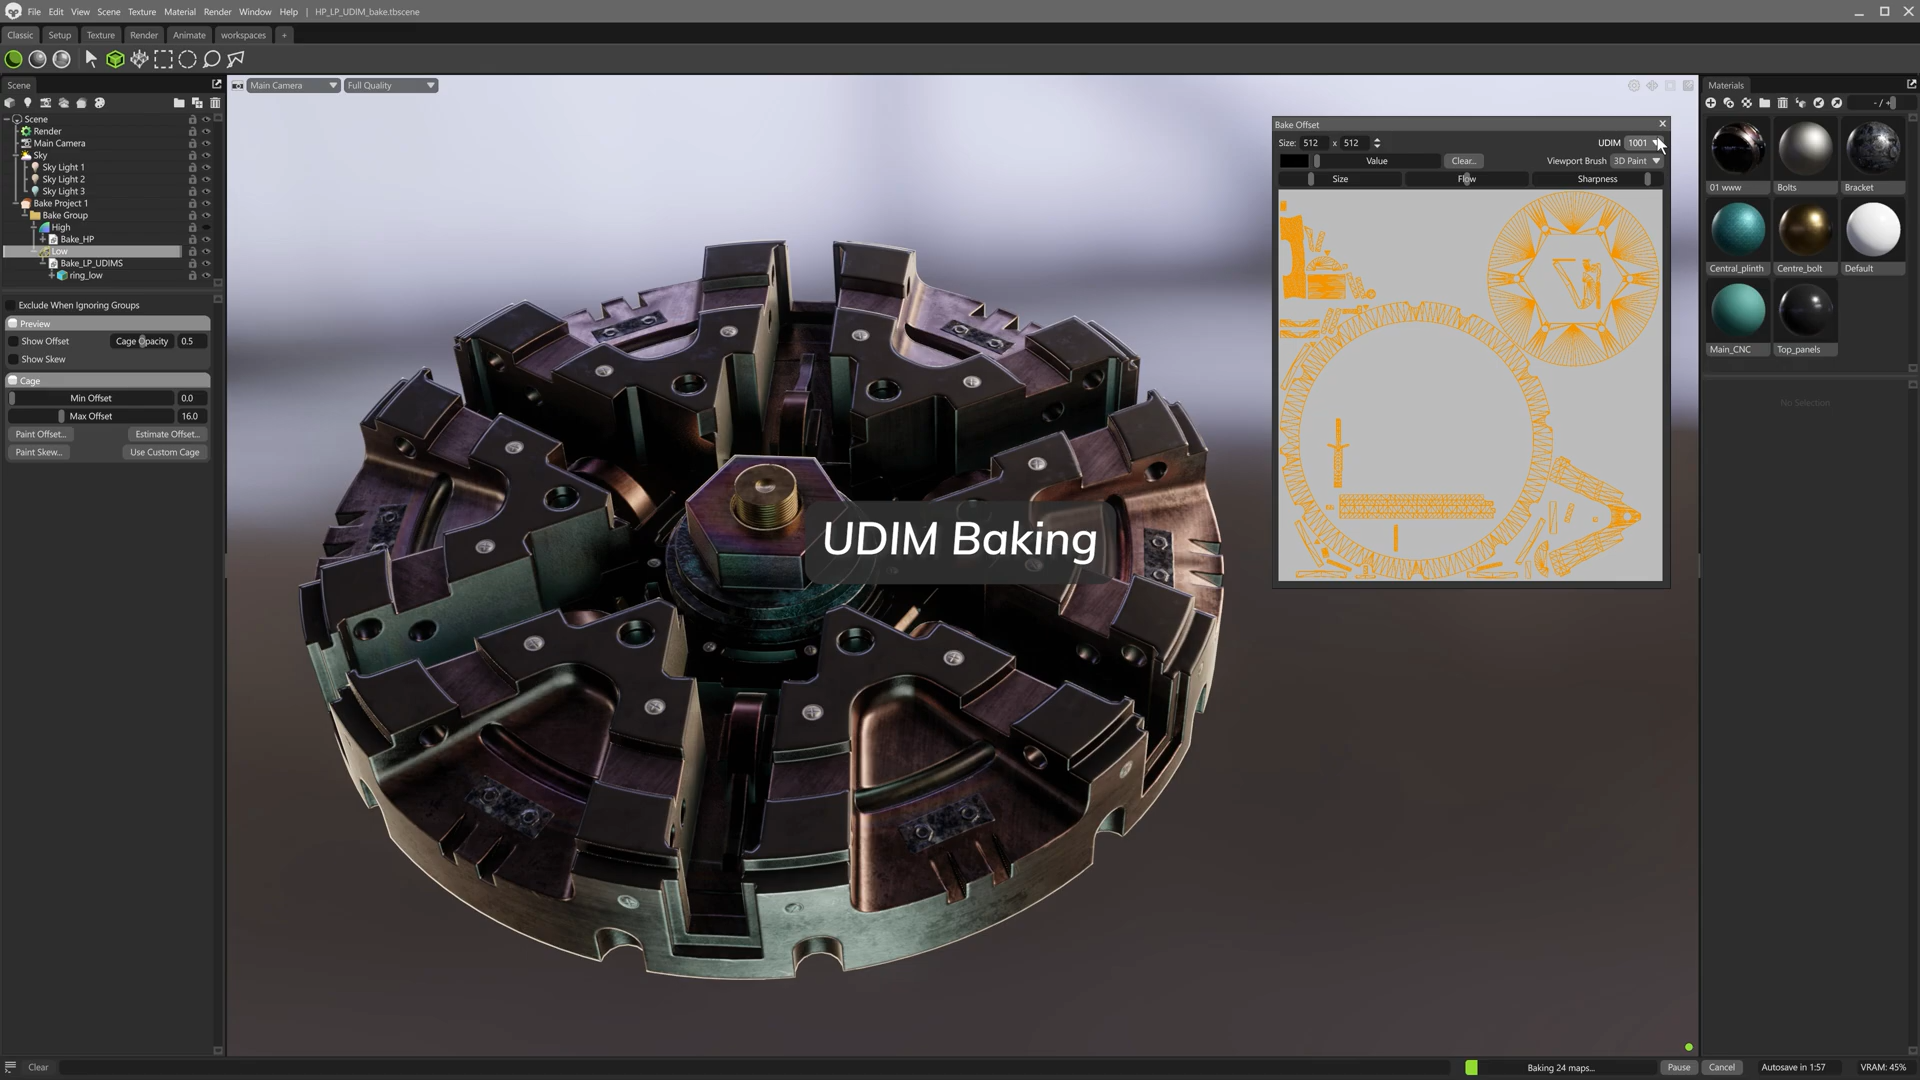 File Edit View Scene Texture Material Render Window Help | HP_LP_UDIM_bake.tbscene
Classic Setup Texture Render Animate workspaces +
Scene
Main Camera Full Quality
Materials
- / +
Scene
Render
Main Camera
Sky
Sky Light 1
Sky Light 2
Sky Light 3
Bake Project 1
Bake Group
High
Bake_HP
Low
Bake_LP_UDIMS
ring_low
Exclude When Ignoring Groups
Preview
Show Offset Cage Opacity 0.5
Show Skew
Cage
Min Offset 0.0
Max Offset 16.0
Paint Offset... Estimate Offset...
Paint Skew... Use Custom Cage
UDIM Baking
Bake Offset
Size: 512 x 512 UDIM 1001
Value Clear... Viewport Brush 3D Paint
Size Flow Sharpness
01 www Bolts Bracket
Central_plinth Centre_bolt Default
Main_CNC Top_panels
No Selection
Clear Baking 24 maps... Pause Cancel Autosave in 1:57 VRAM: 45%